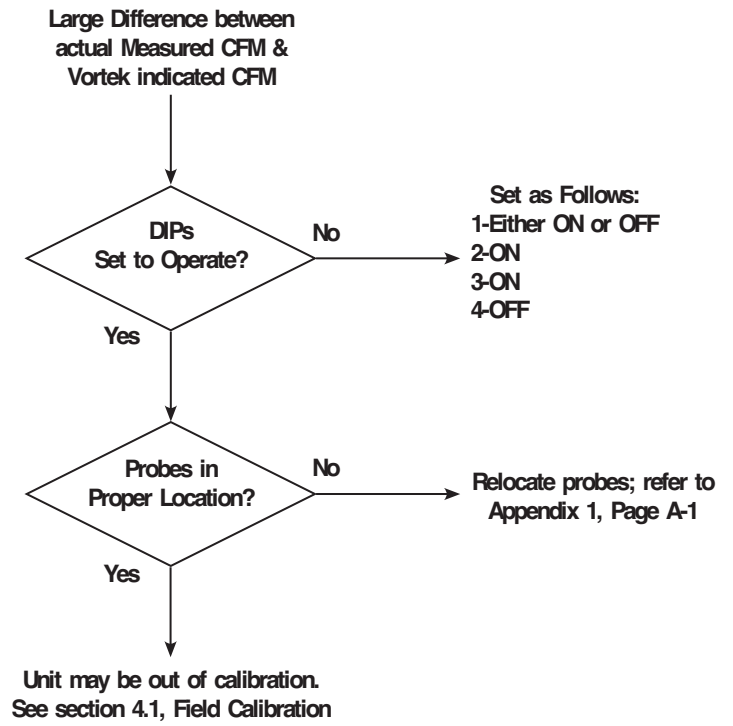 Large Difference between
actual Measured CFM &
Vortek indicated CFM
DIPs
Set to Operate?
No
Set as Follows:
1-Either ON or OFF
2-ON
3-ON
4-OFF
Yes
Probes in
Proper Location?
No
Relocate probes; refer to
Appendix 1, Page A-1
Yes
Unit may be out of calibration.
See section 4.1, Field Calibration